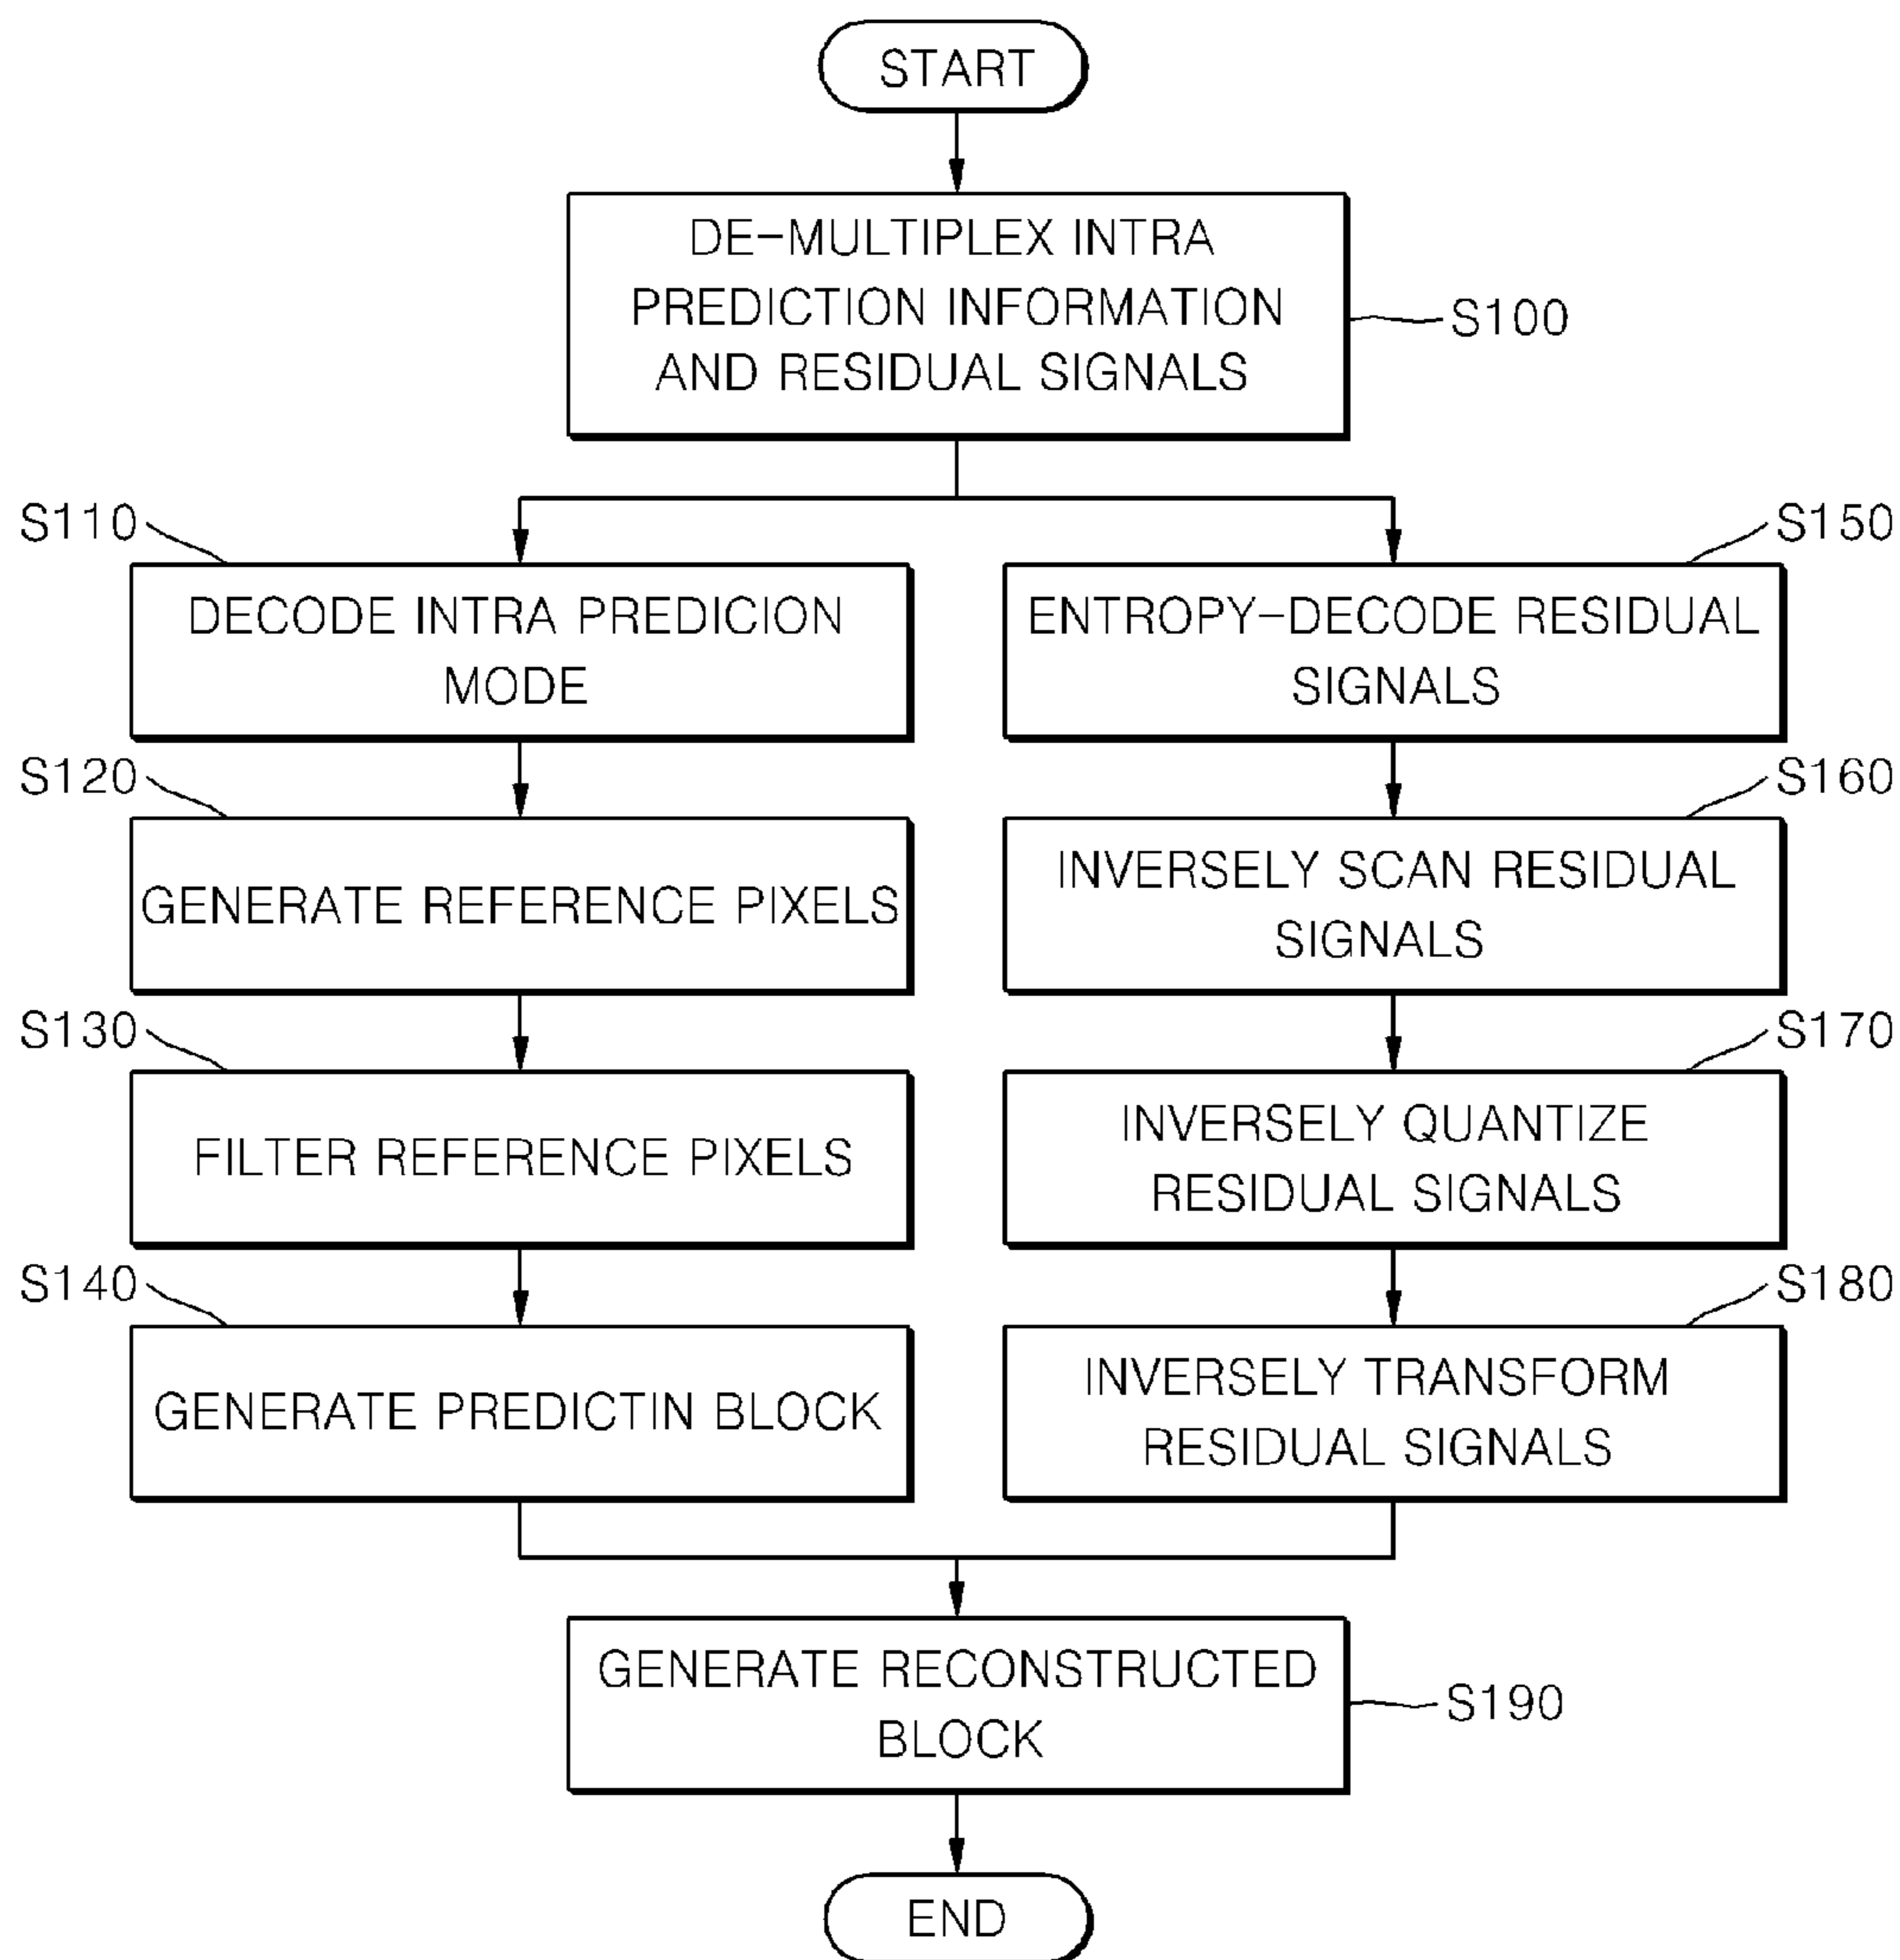 START
DE-MULTIPLEX INTRA
PREDICTION INFORMATION
AND RESIDUAL SIGNALS
S100
S110
DECODE INTRA PREDICION
MODE
S120
GENERATE REFERENCE PIXELS
S130
FILTER REFERENCE PIXELS
S140
GENERATE PREDICTIN BLOCK
S150
ENTROPY-DECODE RESIDUAL
SIGNALS
S160
INVERSELY SCAN RESIDUAL
SIGNALS
S170
INVERSELY QUANTIZE
RESIDUAL SIGNALS
S180
INVERSELY TRANSFORM
RESIDUAL SIGNALS
GENERATE RECONSTRUCTED
BLOCK
S190
END